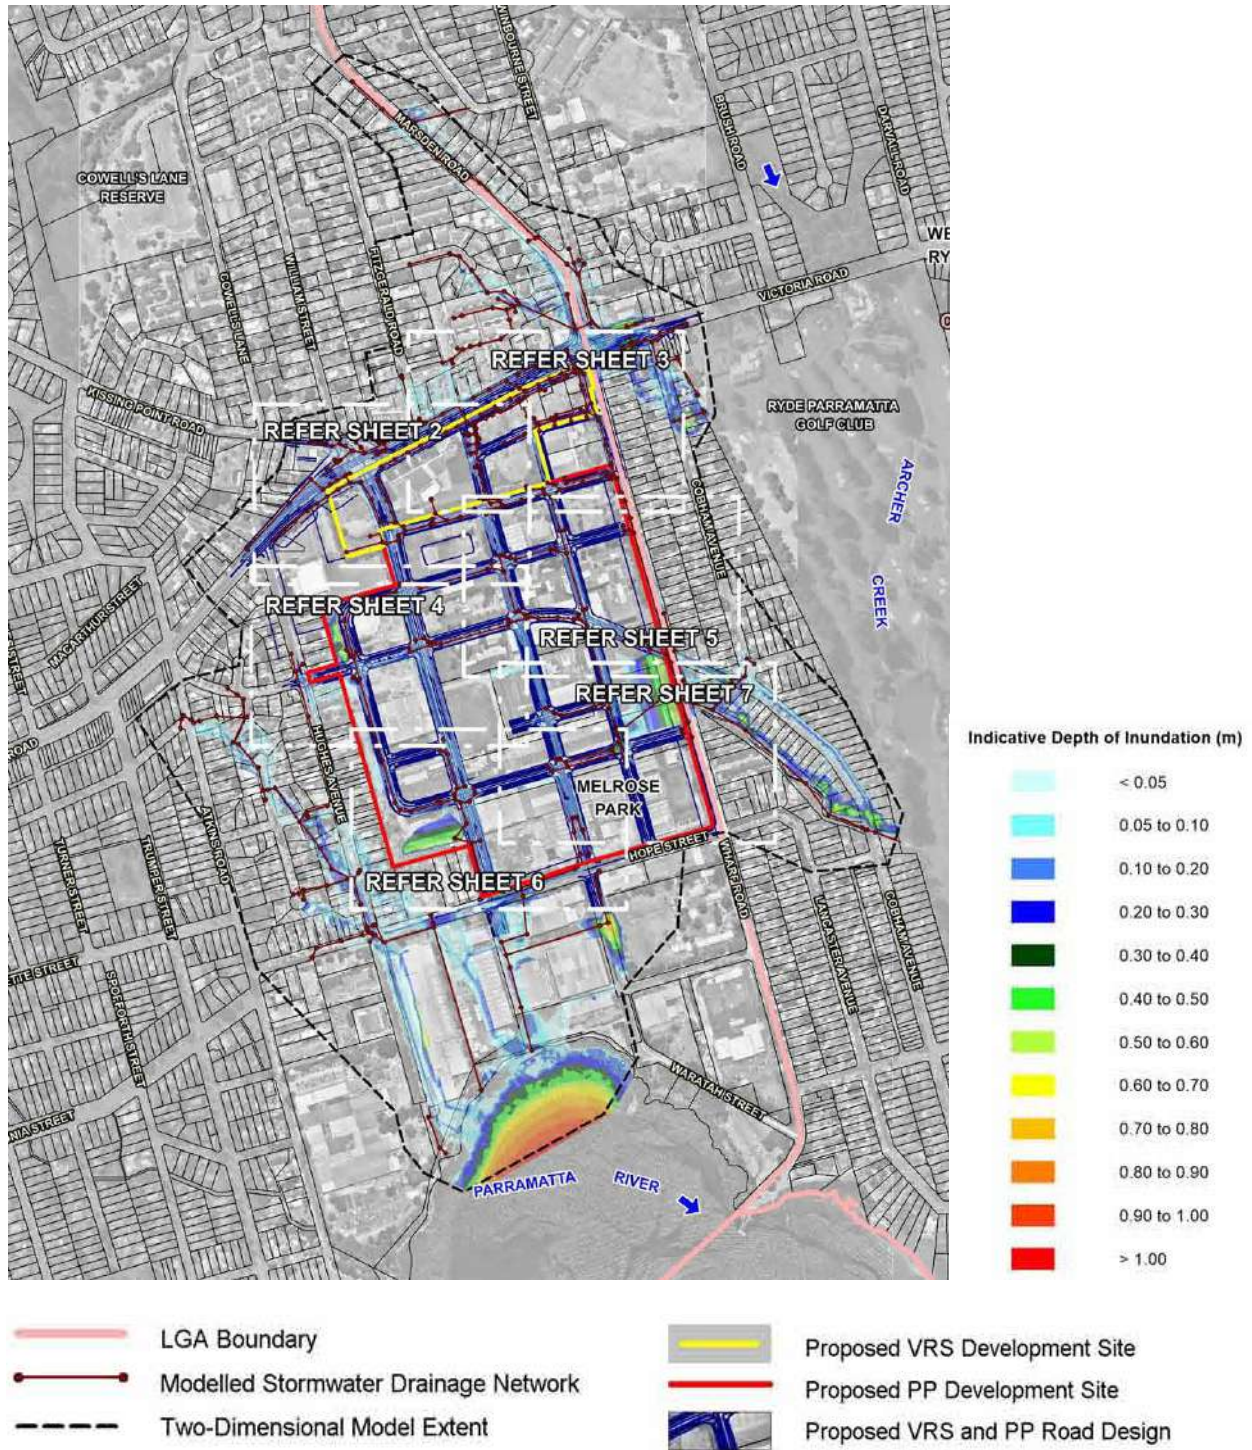 WINBOURNE STREET
BRUSH ROAD
DARVALL ROAD
MARSDEN ROAD
COWELL'S LANE
RESERVE
WE
RY
VICTORIA ROAD
COWELL'S LANE
WILLIAM STREET
FITZGERALD ROAD
REFER SHEET 3
KISSING POINT ROAD
REFER SHEET 2
RYDE PARRAMATTA
GOLF CLUB
ARCHER
CREEK
COBHAM AVENUE
MACARTHUR STREET
STREET
REFER SHEET 4
REFER SHEET 5
REFER SHEET 7
ROAD
HUGHES AVENUE
ATKINS ROAD
MELROSE
PARK
HOPE STREET
WHARF ROAD
TURNER STREET
TRUMPER STREET
REFER SHEET 6
LANCASTER AVENUE
COBHAM AVENUE
ETTE STREET
SPOFFORTH STREET
WARATAH STREET
NIA STREET
PARRAMATTA RIVER
Indicative Depth of Inundation (m)
< 0.05
0.05 to 0.10
0.10 to 0.20
0.20 to 0.30
0.30 to 0.40
0.40 to 0.50
0.50 to 0.60
0.60 to 0.70
0.70 to 0.80
0.80 to 0.90
0.90 to 1.00
> 1.00
LGA Boundary
Modelled Stormwater Drainage Network
Two-Dimensional Model Extent
Proposed VRS Development Site
Proposed PP Development Site
Proposed VRS and PP Road Design